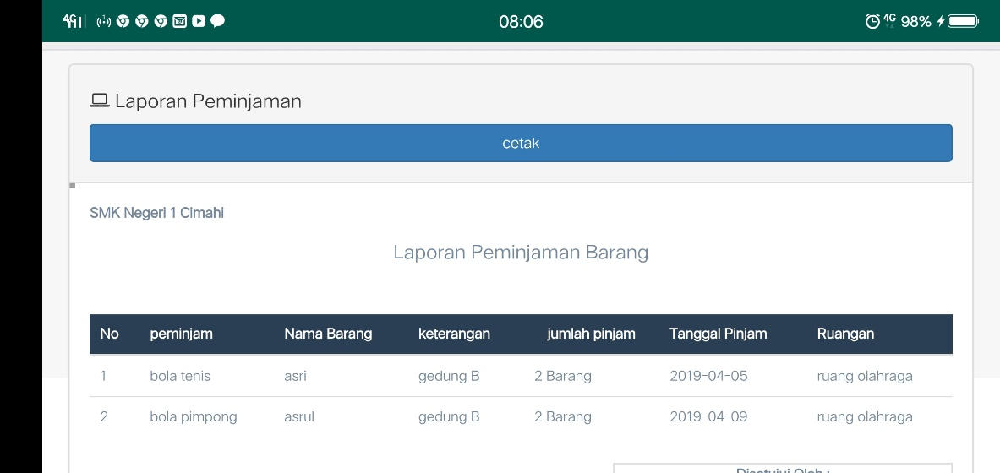 4G 08:06 4G 98%
Laporan Peminjaman
cetak
SMK Negeri 1 Cimahi
Laporan Peminjaman Barang
No peminjam Nama Barang keterangan jumlah pinjam Tanggal Pinjam Ruangan
1 bola tenis asri gedung B 2 Barang 2019-04-05 ruang olahraga
2 bola pimpong asrul gedung B 2 Barang 2019-04-09 ruang olahraga
Disetujui Oleh :